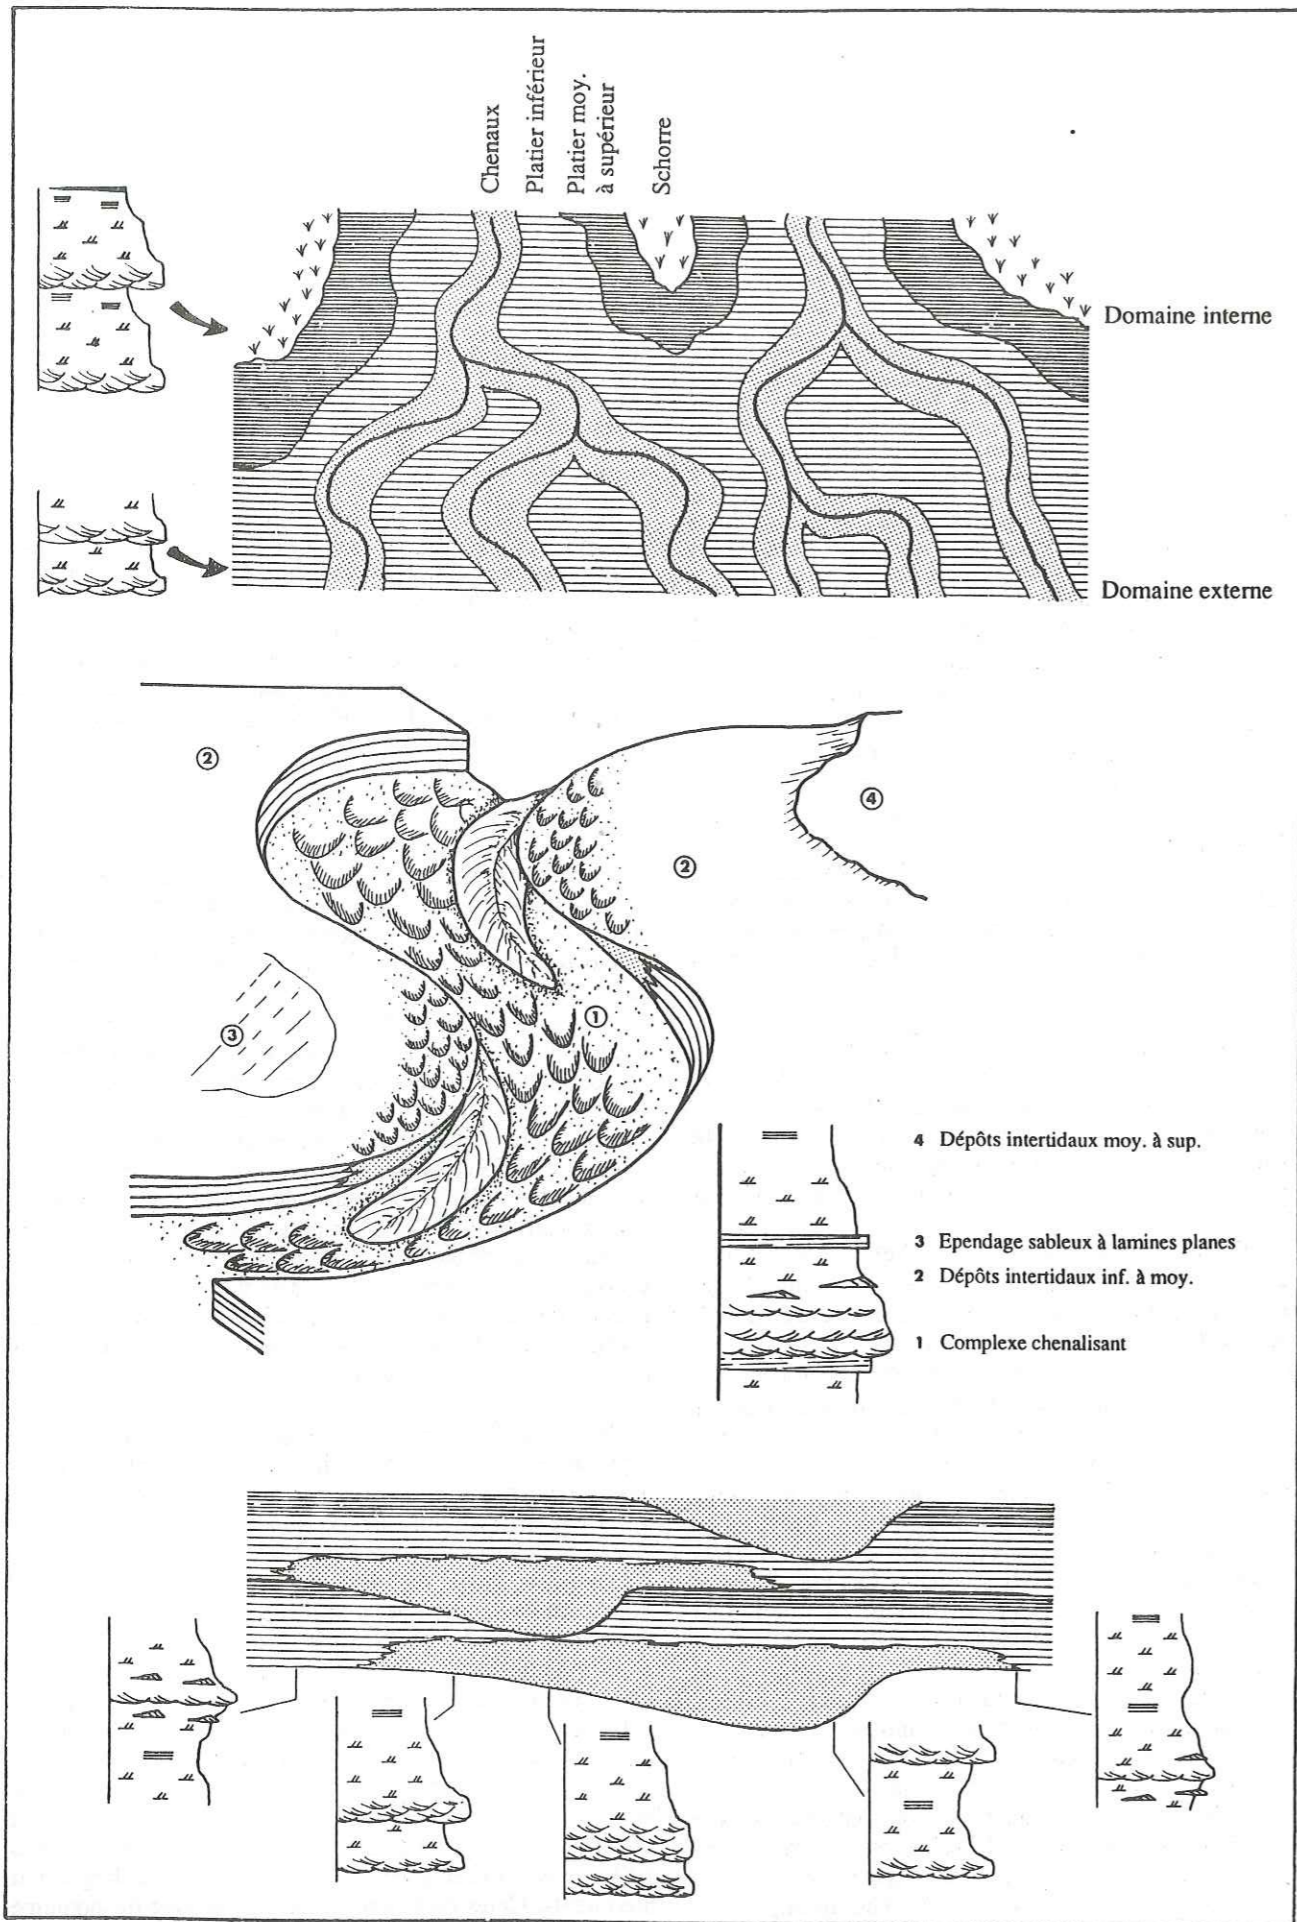 Chenaux
Platier inférieur
Platier moy.
à supérieur
Schorre
Domaine interne
Domaine externe
2
4
2
3
1
4 Dépôts intertidaux moy. à sup.
3 Ependage sableux à lamines planes
2 Dépôts intertidaux inf. à moy.
1 Complexe chenalisant